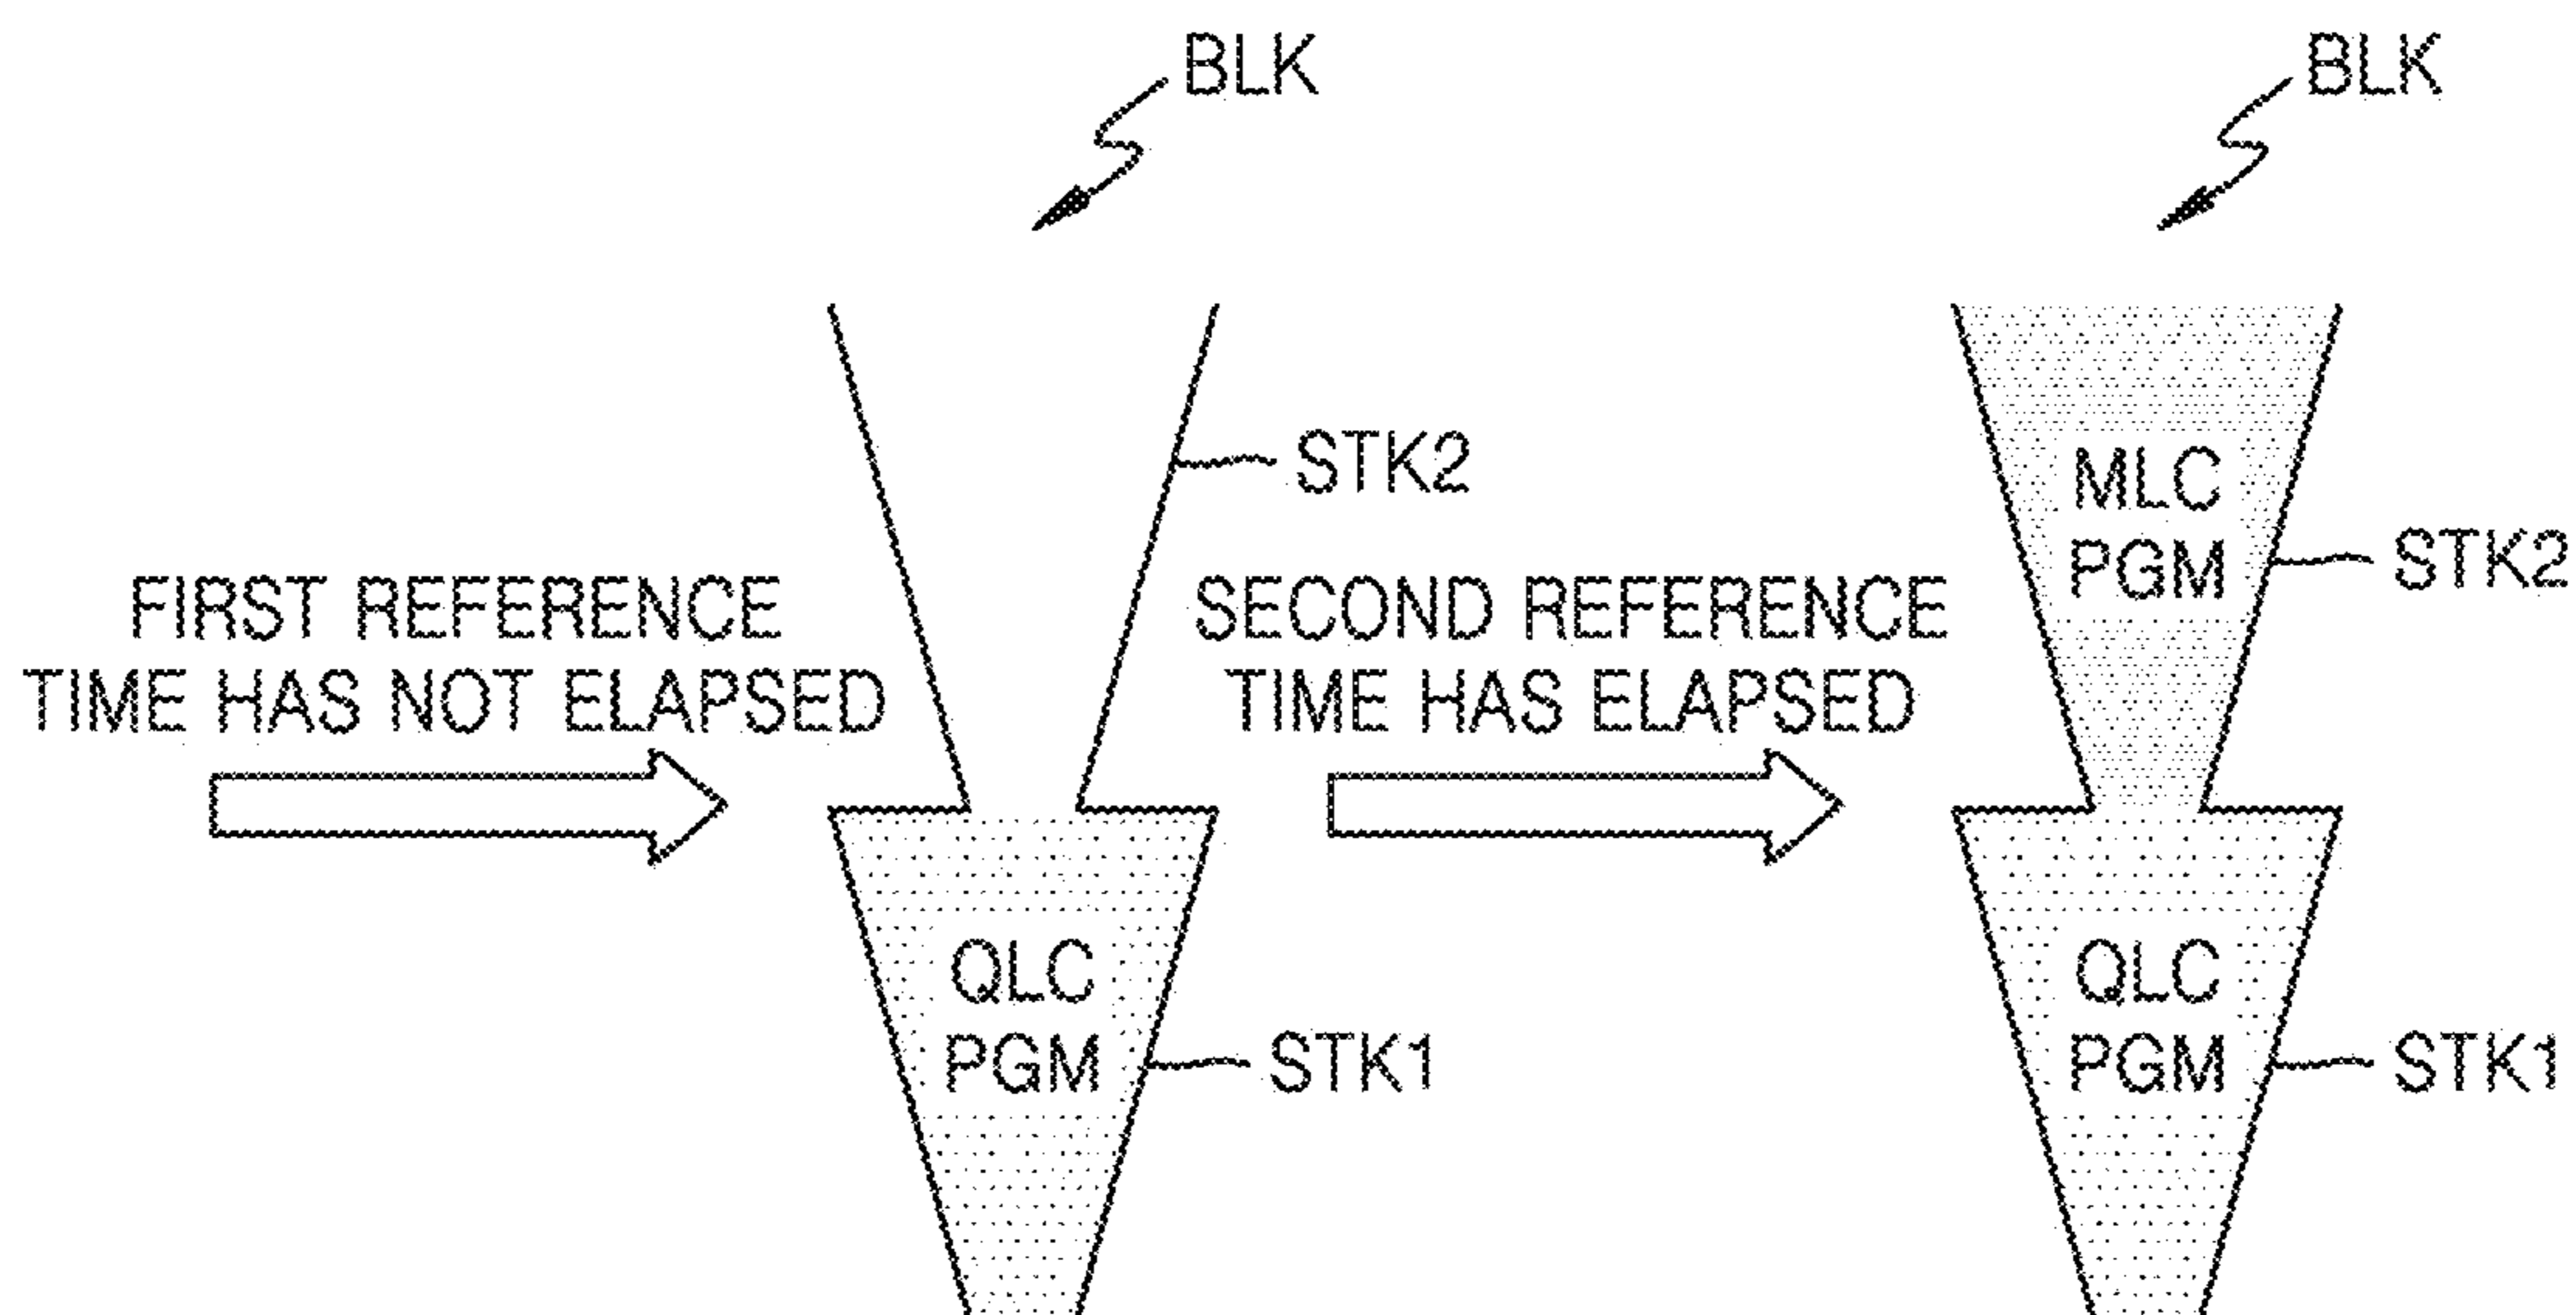 BLK
BLK
STK2
MLC
PGM
STK2
FIRST REFERENCE
TIME HAS NOT ELAPSED
SECOND REFERENCE
TIME HAS ELAPSED
QLC
PGM
STK1
QLC
PGM
STK1